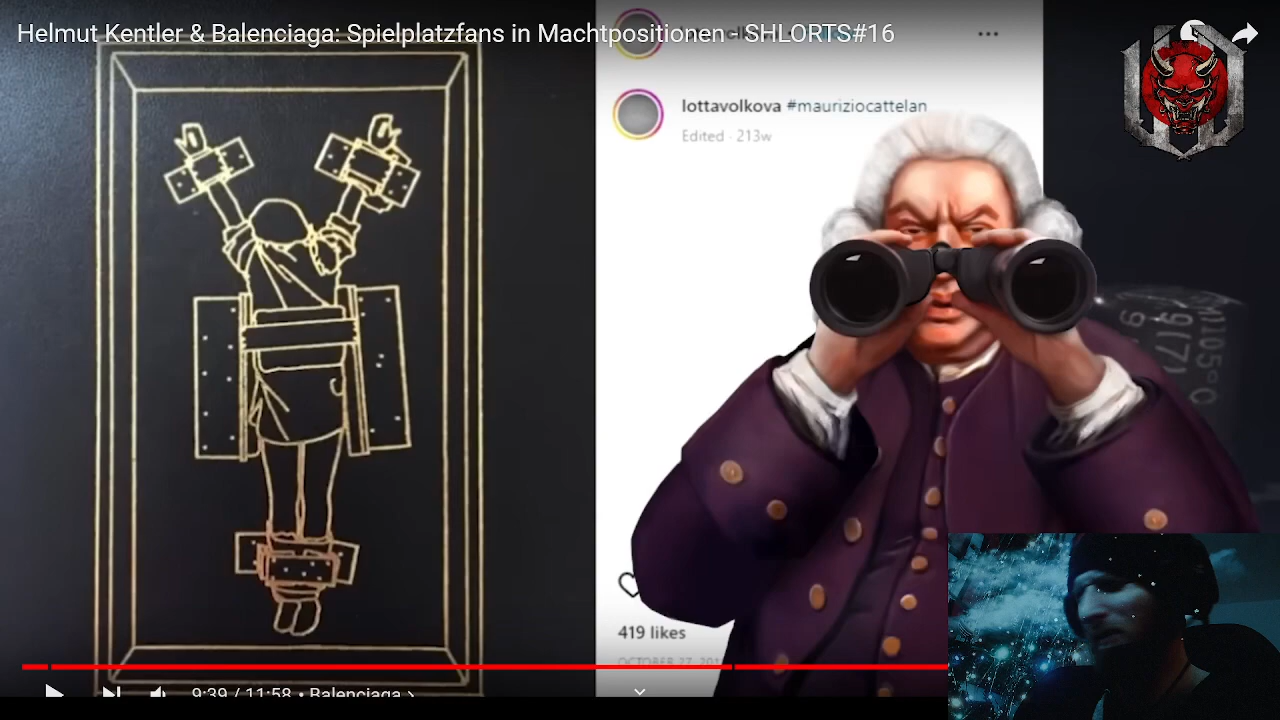 Helmut Kentler & Balenciaga: Spielplatzfans in Machtpositionen - SHLORTS#16
lottavolkova #mauriziocattelan
Edited · 213w
419 likes
9:39 / 11:58 • Balenciaga